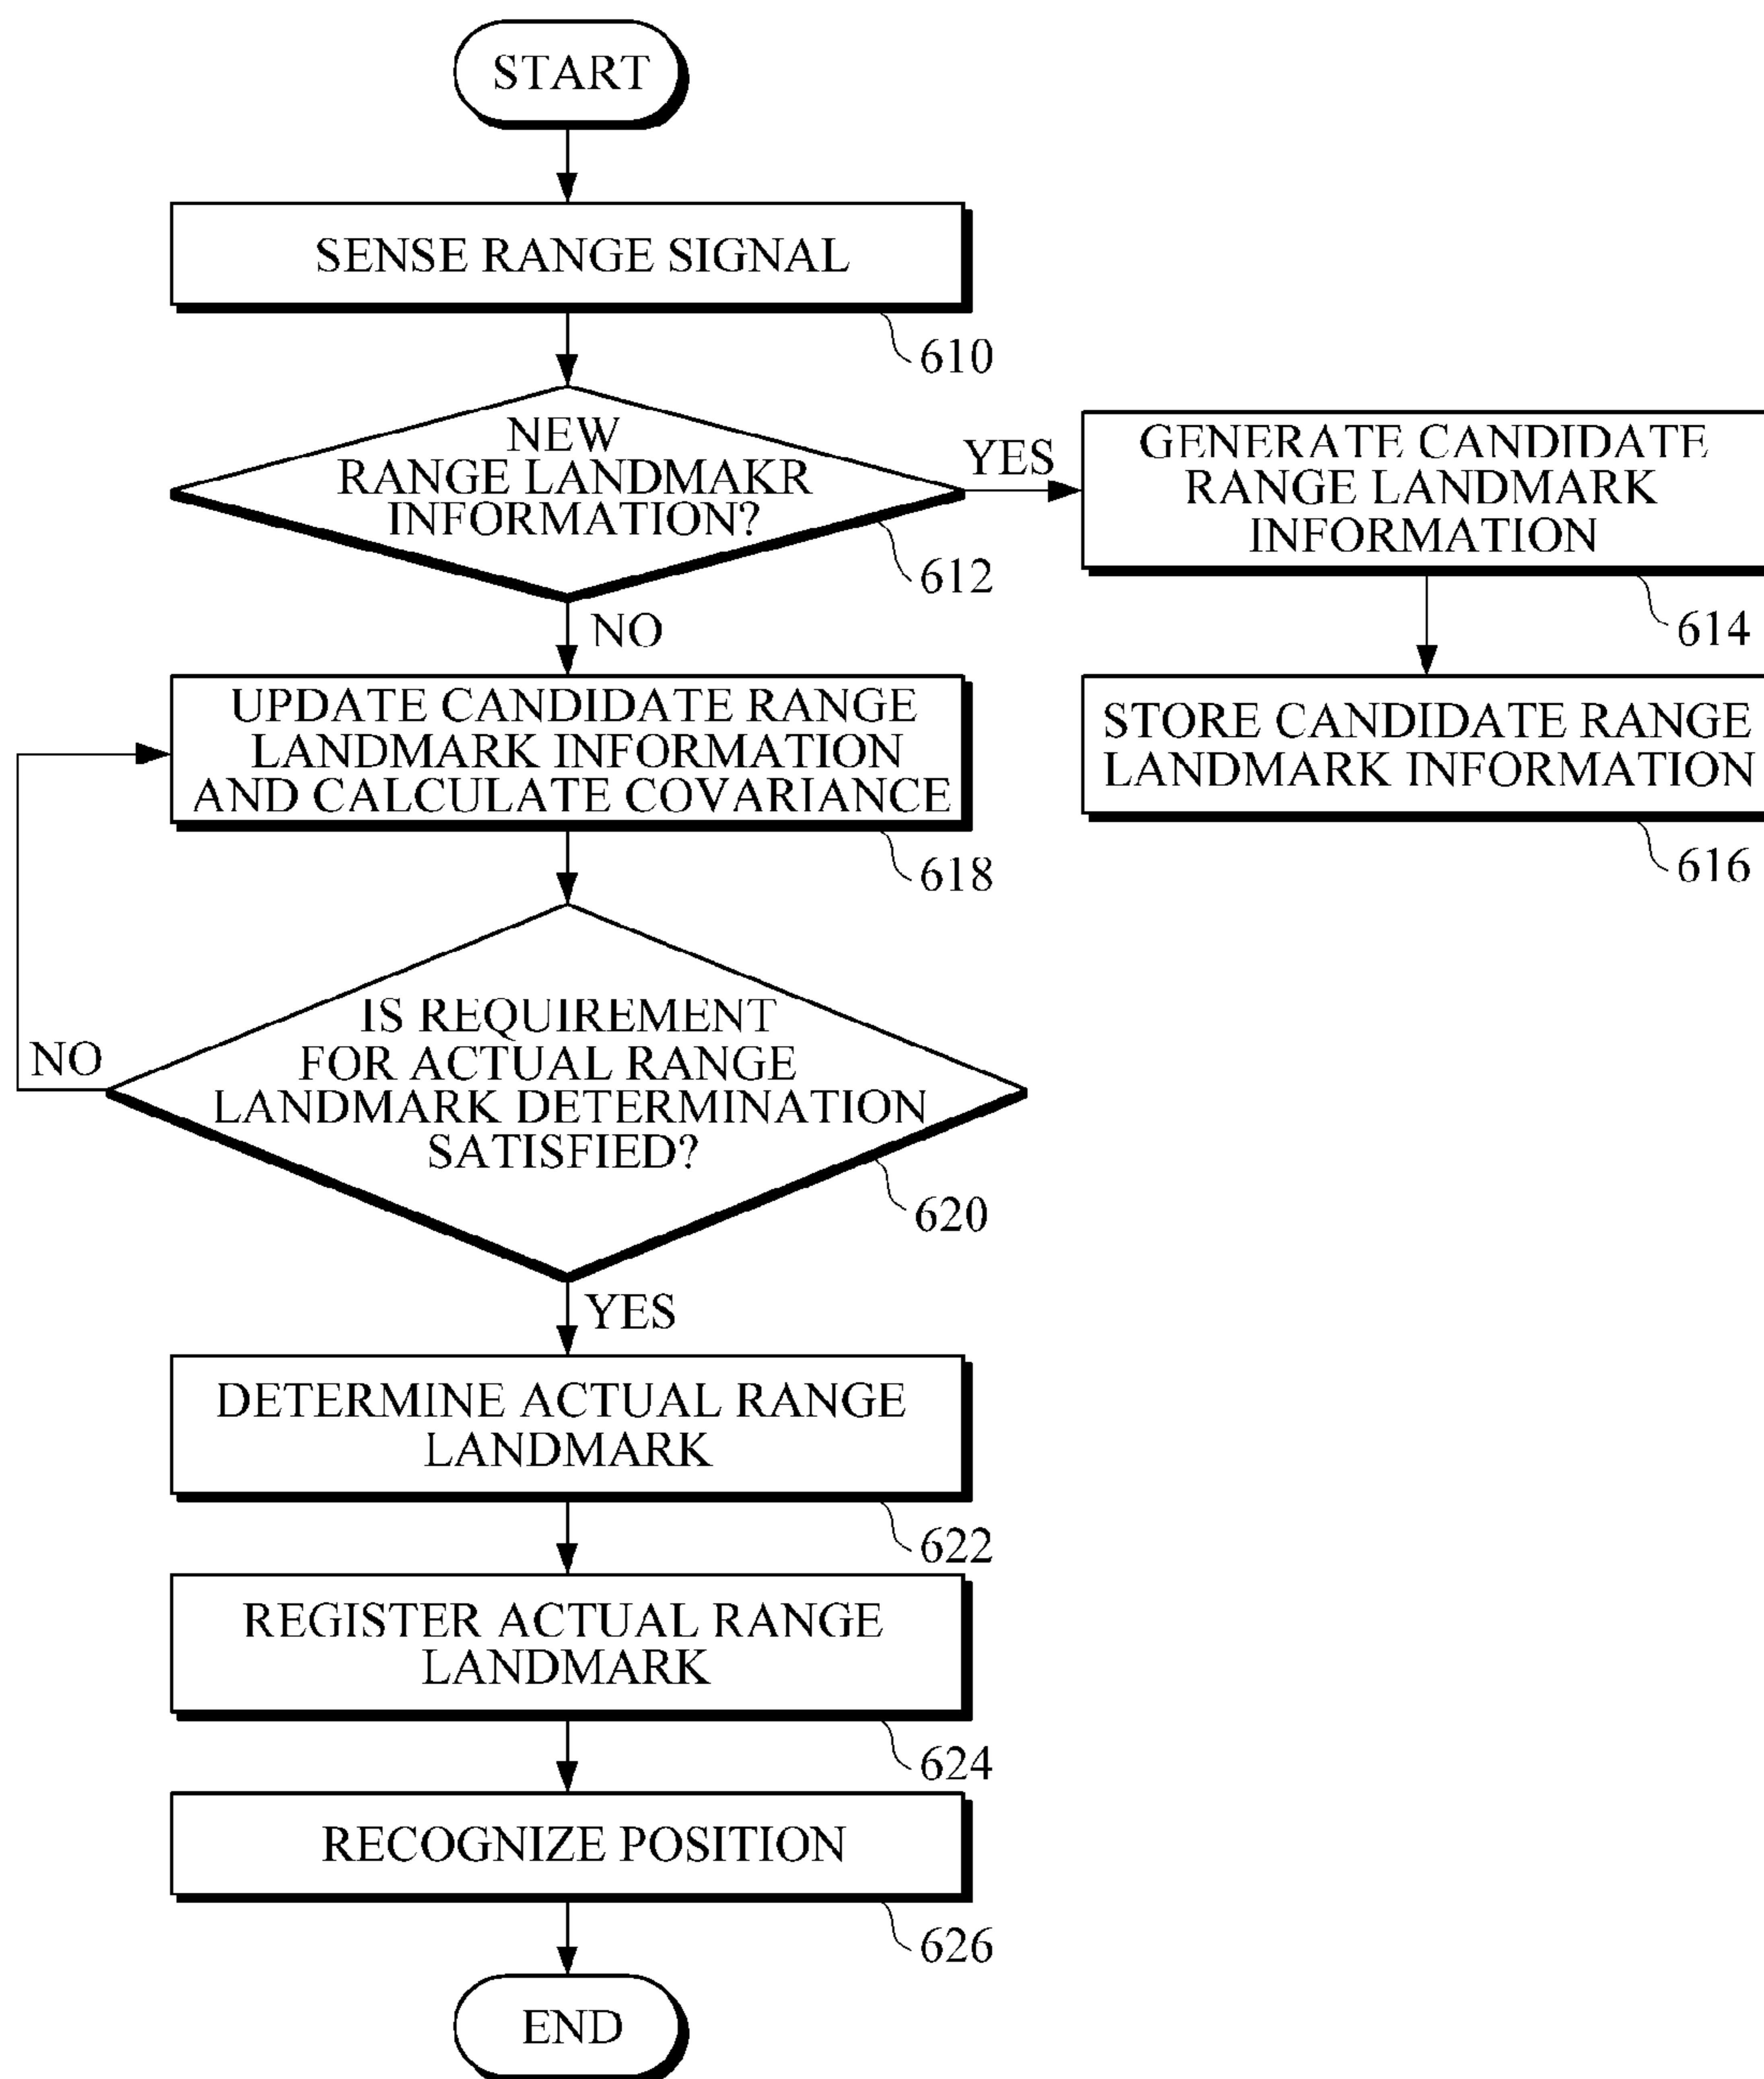 START
SENSE RANGE SIGNAL
610
NEW
RANGE LANDMAKR
INFORMATION?
612
YES
GENERATE CANDIDATE
RANGE LANDMARK
INFORMATION
614
STORE CANDIDATE RANGE
LANDMARK INFORMATION
616
NO
UPDATE CANDIDATE RANGE
LANDMARK INFORMATION
AND CALCULATE COVARIANCE
618
IS REQUIREMENT
FOR ACTUAL RANGE
LANDMARK DETERMINATION
SATISFIED?
620
NO
YES
DETERMINE ACTUAL RANGE
LANDMARK
622
REGISTER ACTUAL RANGE
LANDMARK
624
RECOGNIZE POSITION
626
END